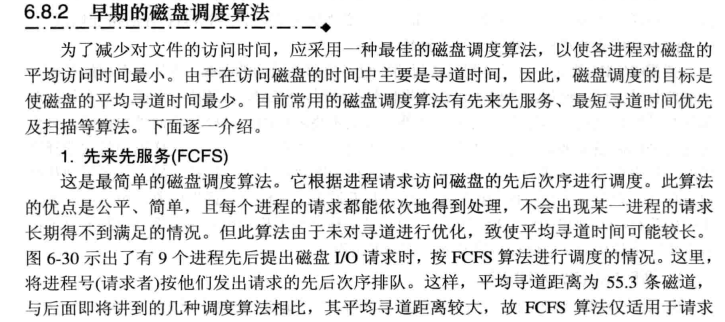 6.8.2 早期的磁盘调度算法
为了减少对文件的访问时间，应采用一种最佳的磁盘调度算法，以使各进程对磁盘的
平均访问时间最小。由于在访问磁盘的时间中主要是寻道时间，因此，磁盘调度的目标是
使磁盘的平均寻道时间最少。目前常用的磁盘调度算法有先来先服务、最短寻道时间优先
及扫描等算法。下面逐一介绍。
1. 先来先服务(FCFS)
这是最简单的磁盘调度算法。它根据进程请求访问磁盘的先后次序进行调度。此算法
的优点是公平、简单，且每个进程的请求都能依次地得到处理，不会出现某一进程的请求
长期得不到满足的情况。但此算法由于未对寻道进行优化，致使平均寻道时间可能较长。
图 6-30 示出了有 9 个进程先后提出磁盘 I/O 请求时，按 FCFS 算法进行调度的情况。这里，
将进程号(请求者)按他们发出请求的先后次序排队。这样，平均寻道距离为 55.3 条磁道，
与后面即将讲到的几种调度算法相比，其平均寻道距离较大，故 FCFS 算法仅适用于请求